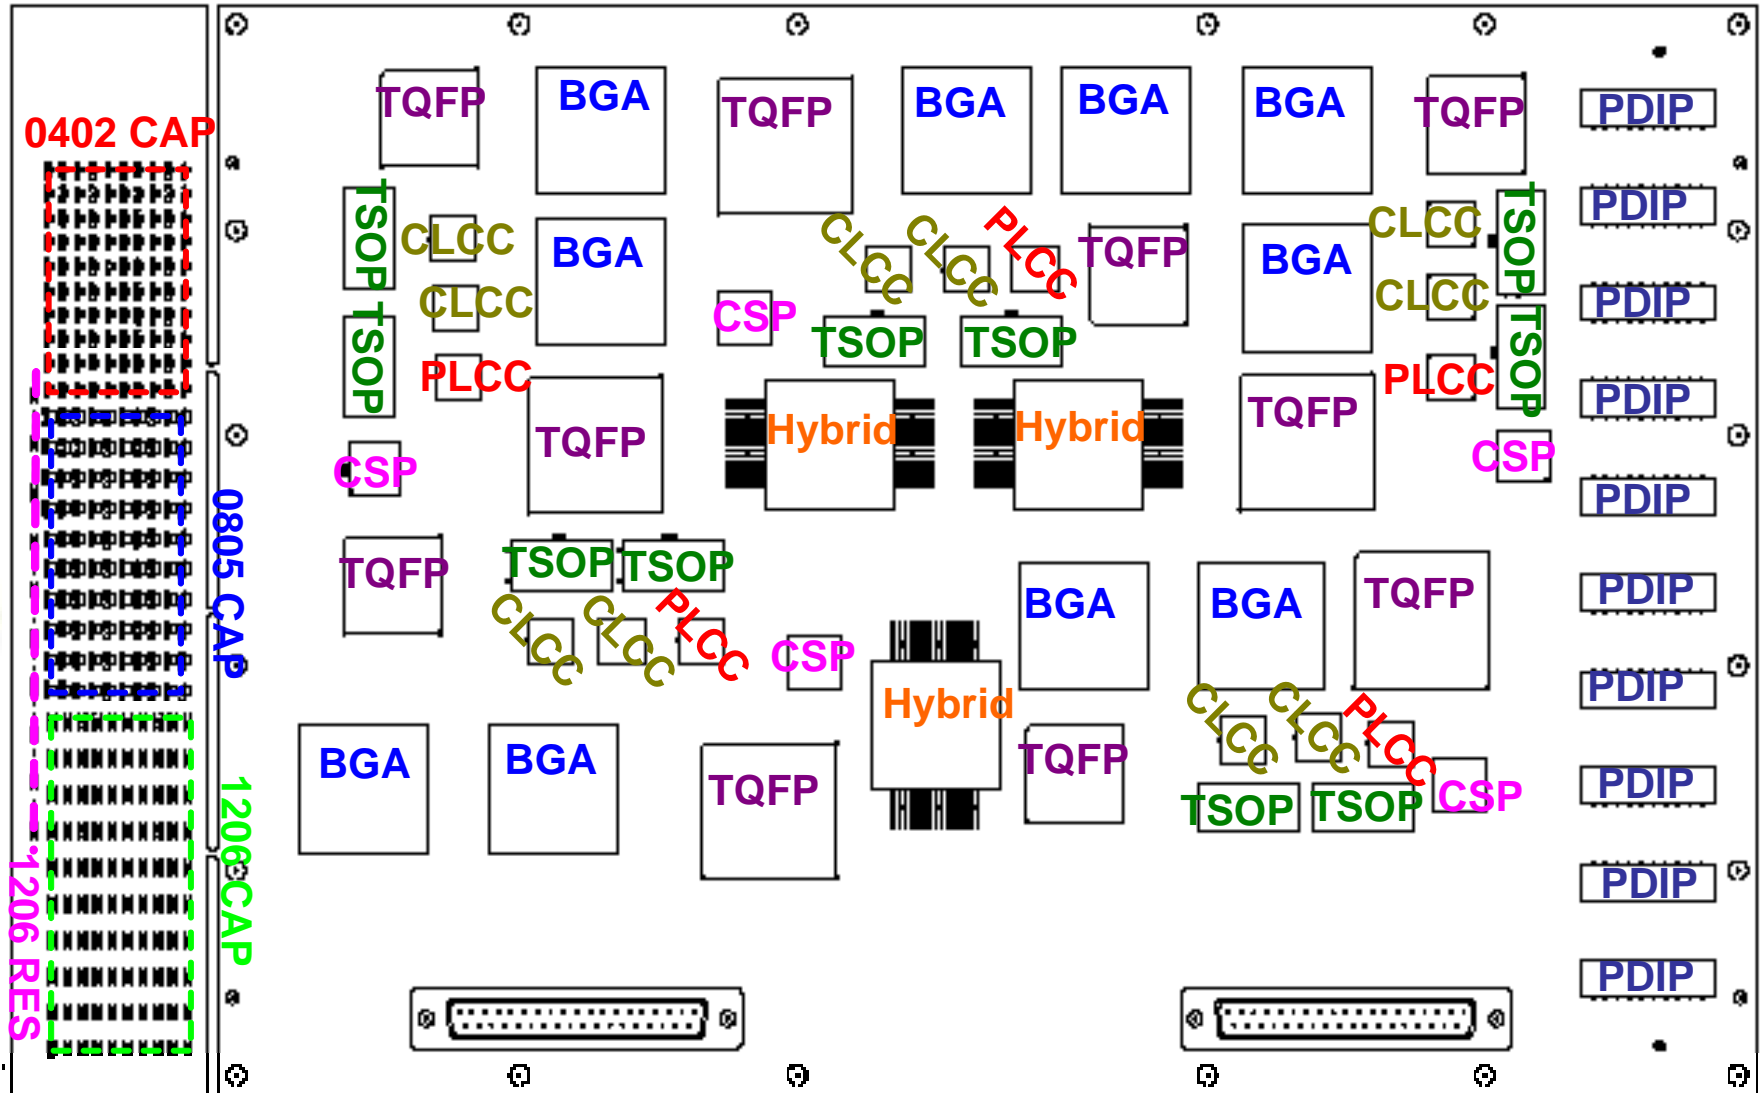 0402 CAP
0805 CAP
1206 CAP
1206 RES
TQFP
BGA
TQFP
BGA
BGA
BGA
TQFP
PDIP
TSOP
CLCC
BGA
CLCC
CLCC
PLCC
TQFP
BGA
CLCC
TSOP
PDIP
CLCC
CSP
TSOP
TSOP
CLCC
PDIP
TSOP
PLCC
TQFP
Hybrid
Hybrid
TQFP
PLCC
TSOP
PDIP
CSP
CSP
PDIP
TQFP
TSOP
TSOP
BGA
BGA
TQFP
PDIP
CLCC
CLCC
PLCC
CSP
Hybrid
CLCC
CLCC
PLCC
PDIP
BGA
BGA
TQFP
TQFP
TSOP
TSOP
CSP
PDIP
PDIP
PDIP